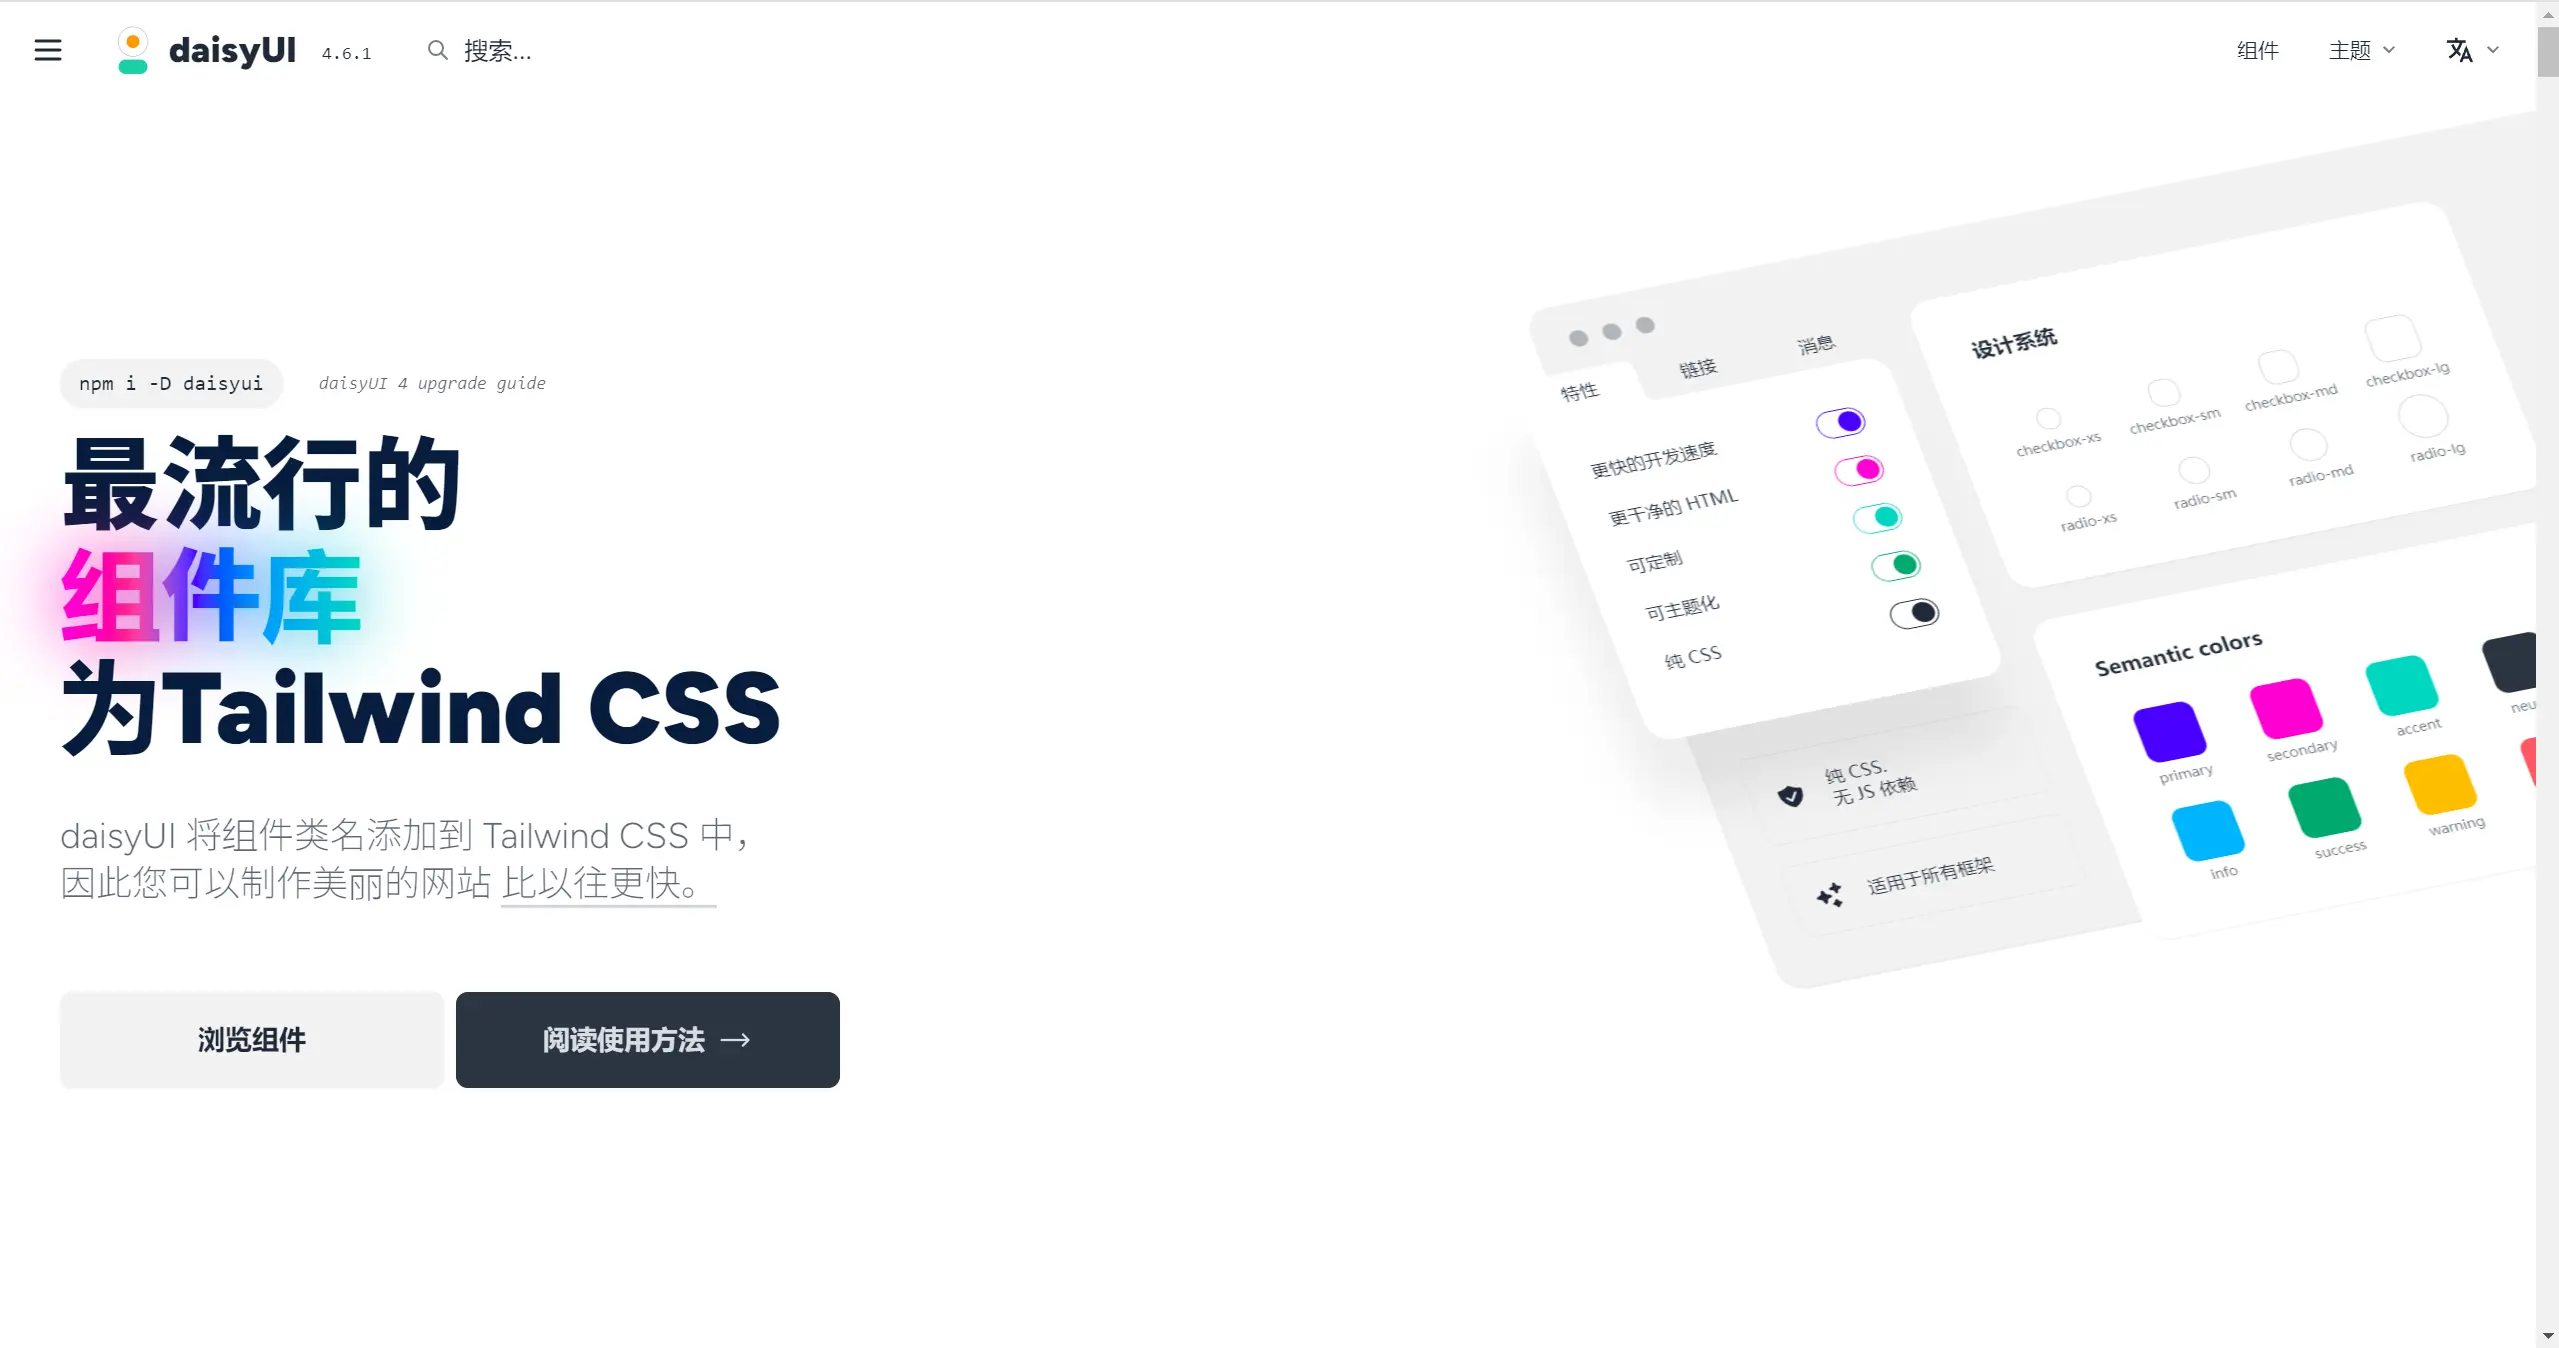 daisyUI 4.6.1 搜索... 组件 主题
npm i -D daisyui daisyUI 4 upgrade guide
最流行的
组件库
为Tailwind CSS
daisyUI 将组件类名添加到 Tailwind CSS 中，
因此您可以制作美丽的网站 比以往更快。
浏览组件 阅读使用方法 →
特性 链接 消息
更快的开发速度
更干净的 HTML
可定制
可主题化
纯 CSS
纯 CSS.
无 JS 依赖
适用于所有框架
设计系统
checkbox-xs checkbox-sm checkbox-md checkbox-lg
radio-xs radio-sm radio-md radio-lg
Semantic colors
primary secondary accent neu
info success warning